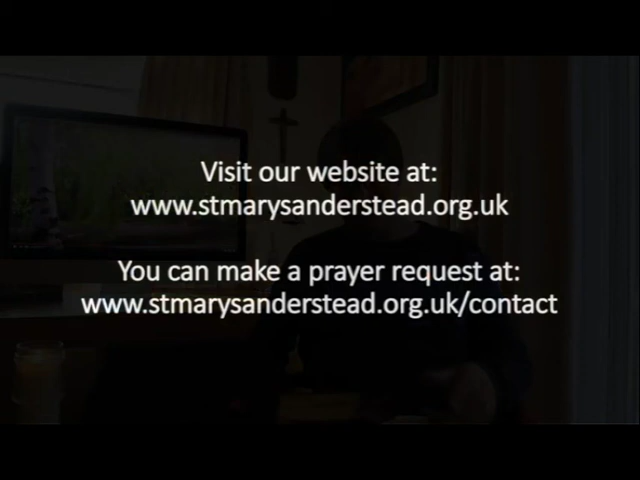 Visit our website at:
www.stmarysanderstead.org.uk
You can make a prayer request at:
www.stmarysanderstead.org.uk/contact